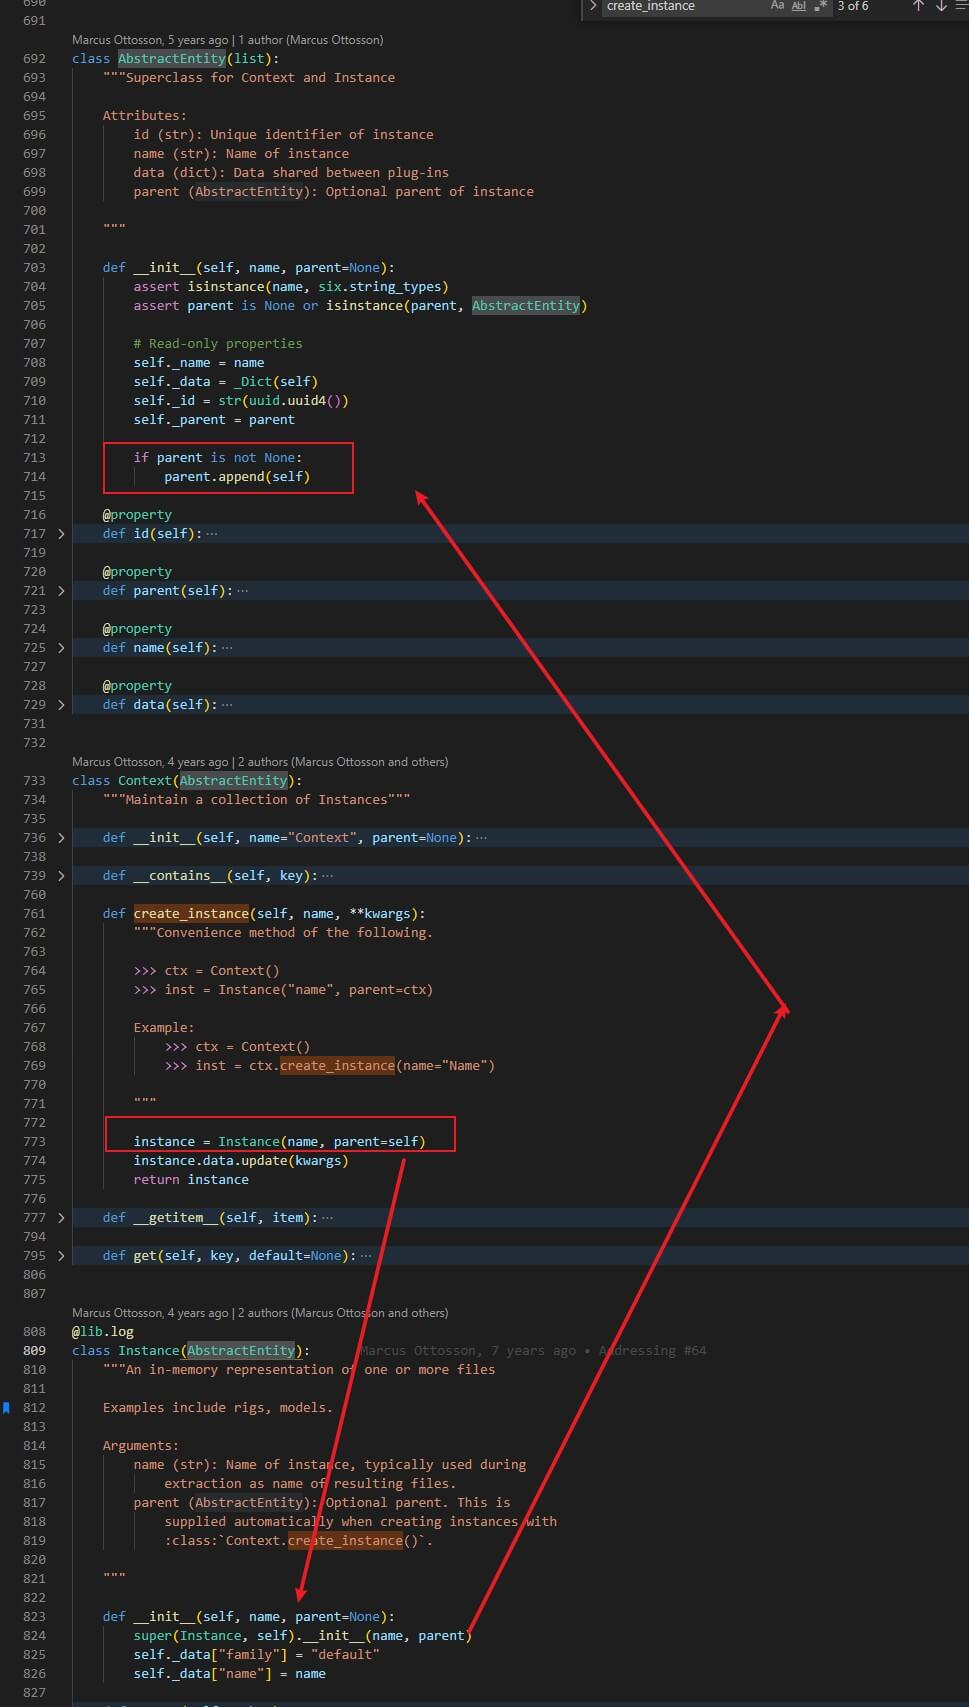 690
691
create_instance Aa Abl .* 3 of 6
Marcus Ottosson, 5 years ago | 1 author (Marcus Ottosson)
692 class AbstractEntity(list):
693 """Superclass for Context and Instance
694
695 Attributes:
696 id (str): Unique identifier of instance
697 name (str): Name of instance
698 data (dict): Data shared between plug-ins
699 parent (AbstractEntity): Optional parent of instance
700
701 """
702
703 def __init__(self, name, parent=None):
704 assert isinstance(name, six.string_types)
705 assert parent is None or isinstance(parent, AbstractEntity)
706
707 # Read-only properties
708 self._name = name
709 self._data = _Dict(self)
710 self._id = str(uuid.uuid4())
711 self._parent = parent
712
713 if parent is not None:
714 parent.append(self)
715
716 @property
717 def id(self): ⋯
719
720 @property
721 def parent(self): ⋯
723
724 @property
725 def name(self): ⋯
727
728 @property
729 def data(self): ⋯
731
732
Marcus Ottosson, 4 years ago | 2 authors (Marcus Ottosson and others)
733 class Context(AbstractEntity):
734 """Maintain a collection of Instances"""
735
736 def __init__(self, name="Context", parent=None): ⋯
738
739 def __contains__(self, key): ⋯
760
761 def create_instance(self, name, **kwargs):
762 """Convenience method of the following.
763
764 >>> ctx = Context()
765 >>> inst = Instance("name", parent=ctx)
766
767 Example:
768 >>> ctx = Context()
769 >>> inst = ctx.create_instance(name="Name")
770
771 """
772
773 instance = Instance(name, parent=self)
774 instance.data.update(kwargs)
775 return instance
776
777 def __getitem__(self, item): ⋯
794
795 def get(self, key, default=None): ⋯
806
807
Marcus Ottosson, 4 years ago | 2 authors (Marcus Ottosson and others)
808 @lib.log
809 class Instance(AbstractEntity): Marcus Ottosson, 7 years ago • Addressing #64
810 """An in-memory representation of one or more files
811
812 Examples include rigs, models.
813
814 Arguments:
815 name (str): Name of instance, typically used during
816 extraction as name of resulting files.
817 parent (AbstractEntity): Optional parent. This is
818 supplied automatically when creating instances with
819 :class:`Context.create_instance()`.
820
821 """
822
823 def __init__(self, name, parent=None):
824 super(Instance, self).__init__(name, parent)
825 self._data["family"] = "default"
826 self._data["name"] = name
827